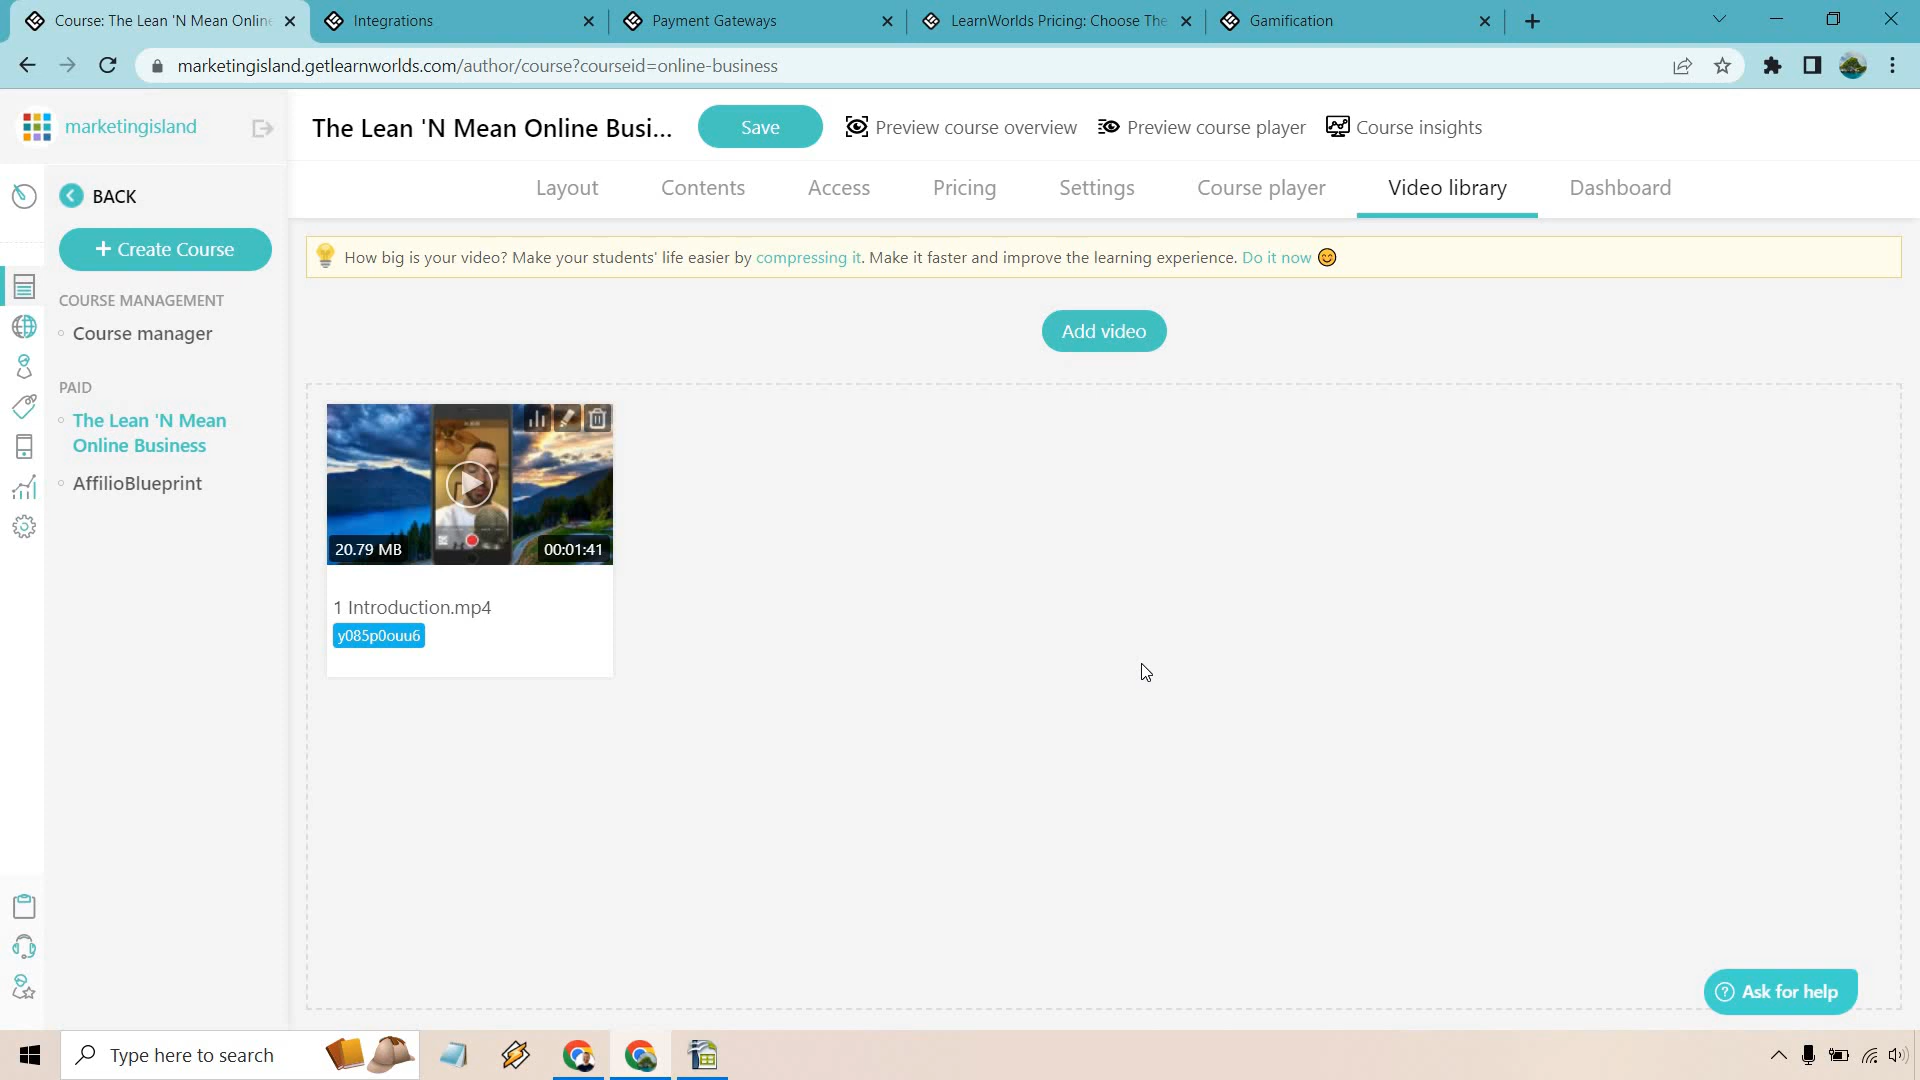 Course: The Lean 'N Mean Online
Integrations
Payment Gateways
LearnWorlds Pricing: Choose The
Gamification
marketingisland.getlearnworlds.com/author/course?courseid=online-business
marketingisland
The Lean 'N Mean Online Busi...
Save
Preview course overview
Preview course player
Course insights
Layout
Contents
Access
Pricing
Settings
Course player
Video library
Dashboard
BACK
+ Create Course
COURSE MANAGEMENT
Course manager
PAID
The Lean 'N Mean
Online Business
AffilioBlueprint
How big is your video? Make your students' life easier by compressing it. Make it faster and improve the learning experience. Do it now
Add video
20.79 MB
00:01:41
1 Introduction.mp4
y085p0ouu6
Ask for help
Type here to search